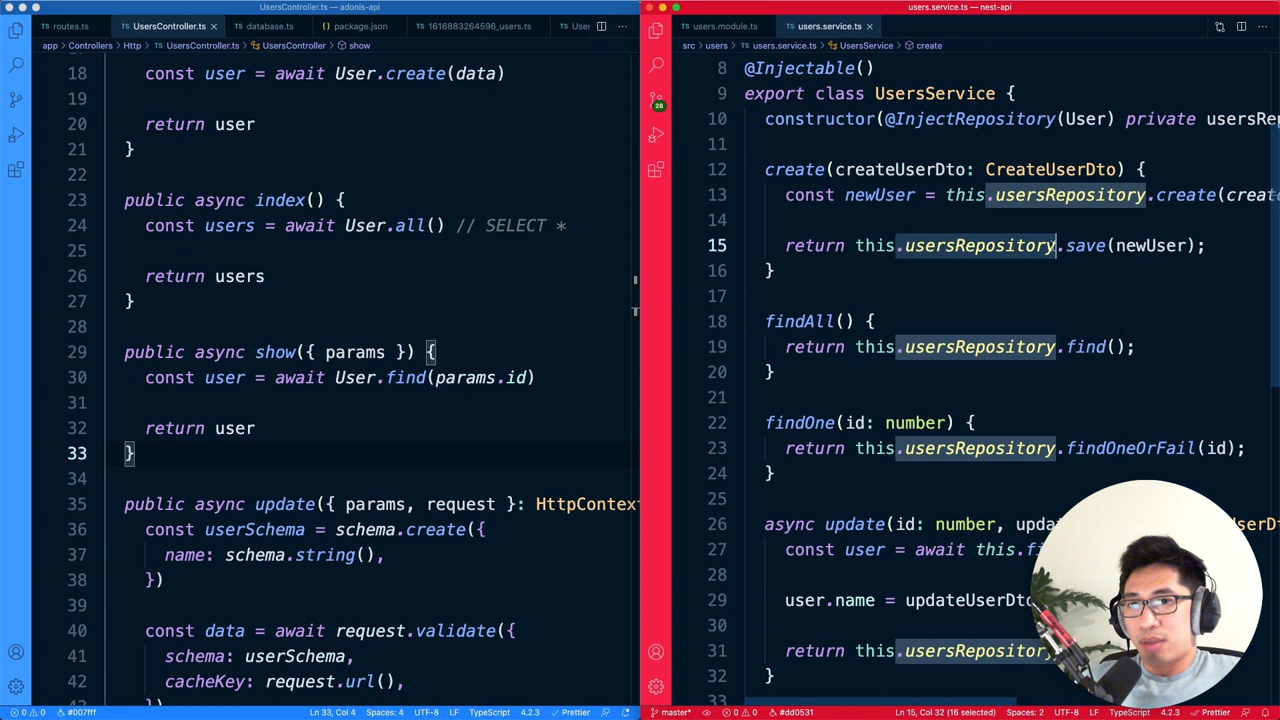 UsersController.ts — adonis-api
routes.ts
UsersController.ts
database.ts
package.json
1616883264596_users.ts
User
app > Controllers > Http > UsersController.ts > UsersController > show
18 const user = await User.create(data)
19
20 return user
21 }
22
23 public async index() {
24 const users = await User.all() // SELECT *
25
26 return users
27 }
28
29 public async show({ params }) {
30 const user = await User.find(params.id)
31
32 return user
33 }
34
35 public async update({ params, request }: HttpContext
36 const userSchema = schema.create({
37 name: schema.string(),
38 })
39
40 const data = await request.validate({
41 schema: userSchema,
42 cacheKey: request.url(),
0 0 #007fff Ln 33, Col 4 Spaces: 4 UTF-8 LF TypeScript 4.2.3 Prettier
users.service.ts — nest-api
users.module.ts
users.service.ts
src > users > users.service.ts > UsersService > create
28
8 @Injectable()
9 export class UsersService {
10 constructor(@InjectRepository(User) private usersRe
11
12 create(createUserDto: CreateUserDto) {
13 const newUser = this.usersRepository.create(creat
14
15 return this.usersRepository.save(newUser);
16 }
17
18 findAll() {
19 return this.usersRepository.find();
20 }
21
22 findOne(id: number) {
23 return this.usersRepository.findOneOrFail(id);
24 }
25
26 async update(id: number, upda
27 const user = await this.fi
28
29 user.name = updateUserDto
30
31 return this.usersRepository
32 }
33
master* 0 0 #dd0531 Ln 15, Col 32 (16 selected) Spaces: 2 UTF-8 LF TypeScript 4.2.3 Prettier